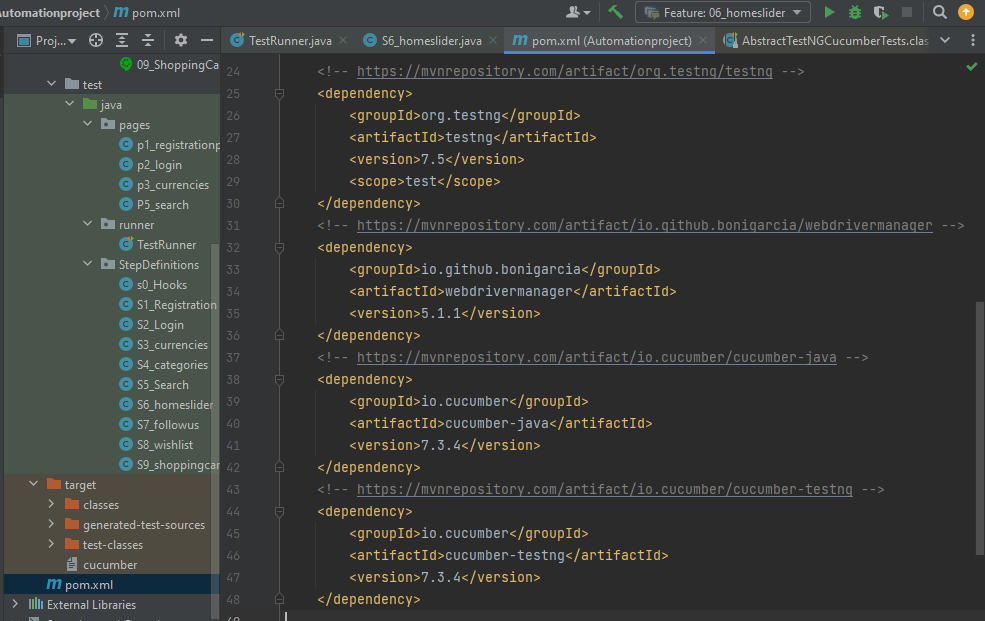 utomationproject
pom.xml
Feature: 06_homeslider
Proj...
TestRunner.java
S6_homeslider.java
pom.xml (Automationproject)
AbstractTestNGCucumberTests.clas
09_ShoppingCa
test
java
pages
p1_registrationp
p2_login
p3_currencies
P5_search
runner
TestRunner
StepDefinitions
s0_Hooks
S1_Registration
S2_Login
S3_currencies
S4_categories
S5_Search
S6_homeslider
S7_followus
S8_wishlist
S9_shoppingcar
target
classes
generated-test-sources
test-classes
cucumber
pom.xml
External Libraries
24 <!-- https://mvnrepository.com/artifact/org.testng/testng -->
25 <dependency>
26 <groupId>org.testng</groupId>
27 <artifactId>testng</artifactId>
28 <version>7.5</version>
29 <scope>test</scope>
30 </dependency>
31 <!-- https://mvnrepository.com/artifact/io.github.bonigarcia/webdrivermanager -->
32 <dependency>
33 <groupId>io.github.bonigarcia</groupId>
34 <artifactId>webdrivermanager</artifactId>
35 <version>5.1.1</version>
36 </dependency>
37 <!-- https://mvnrepository.com/artifact/io.cucumber/cucumber-java -->
38 <dependency>
39 <groupId>io.cucumber</groupId>
40 <artifactId>cucumber-java</artifactId>
41 <version>7.3.4</version>
42 </dependency>
43 <!-- https://mvnrepository.com/artifact/io.cucumber/cucumber-testng -->
44 <dependency>
45 <groupId>io.cucumber</groupId>
46 <artifactId>cucumber-testng</artifactId>
47 <version>7.3.4</version>
48 </dependency>